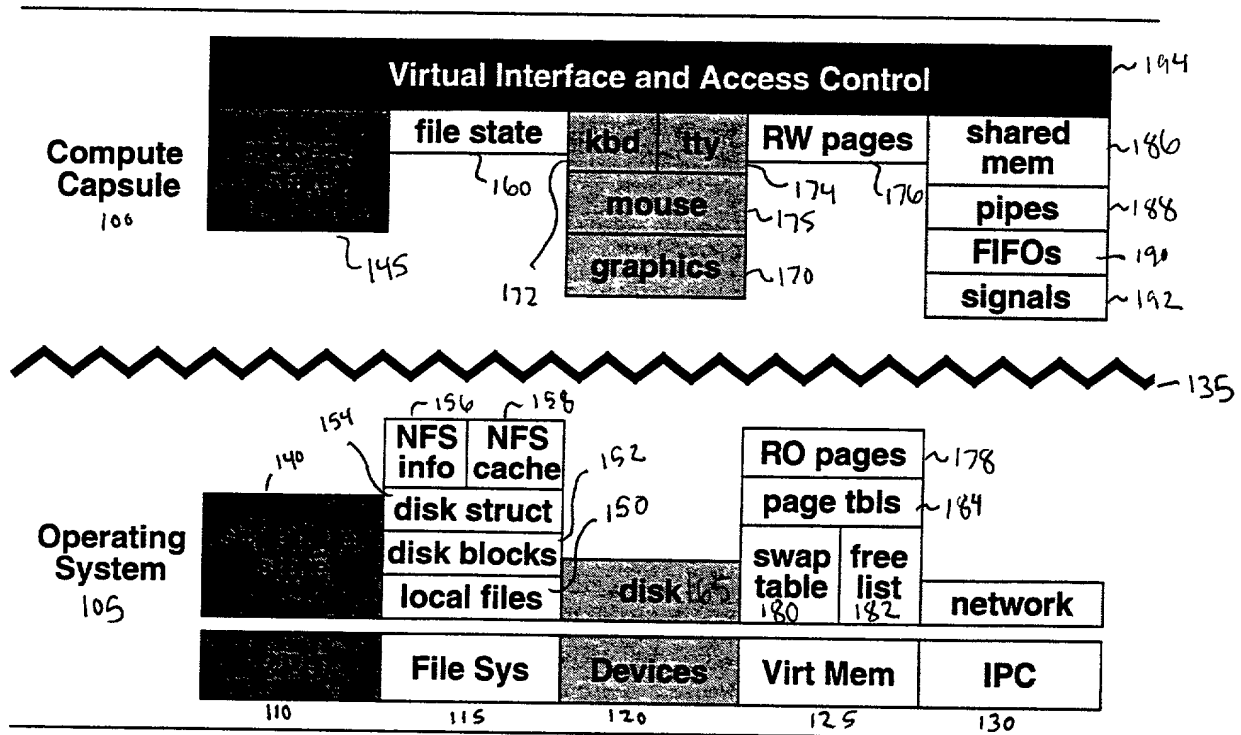 Virtual Interface and Access Control
194
Compute
Capsule
100
file state
kbd
tty
RW pages
shared
mem
186
160
174
176
mouse
175
pipes
188
145
172
graphics
170
FIFOs
190
signals
192
135
154
156
158
140
NFS
info
NFS
cache
152
RO pages
178
disk struct
150
page tbls
184
Operating
System
105
disk blocks
local files
disk 165
swap
table
180
free
list
182
network
File Sys
Devices
Virt Mem
IPC
110
115
120
125
130